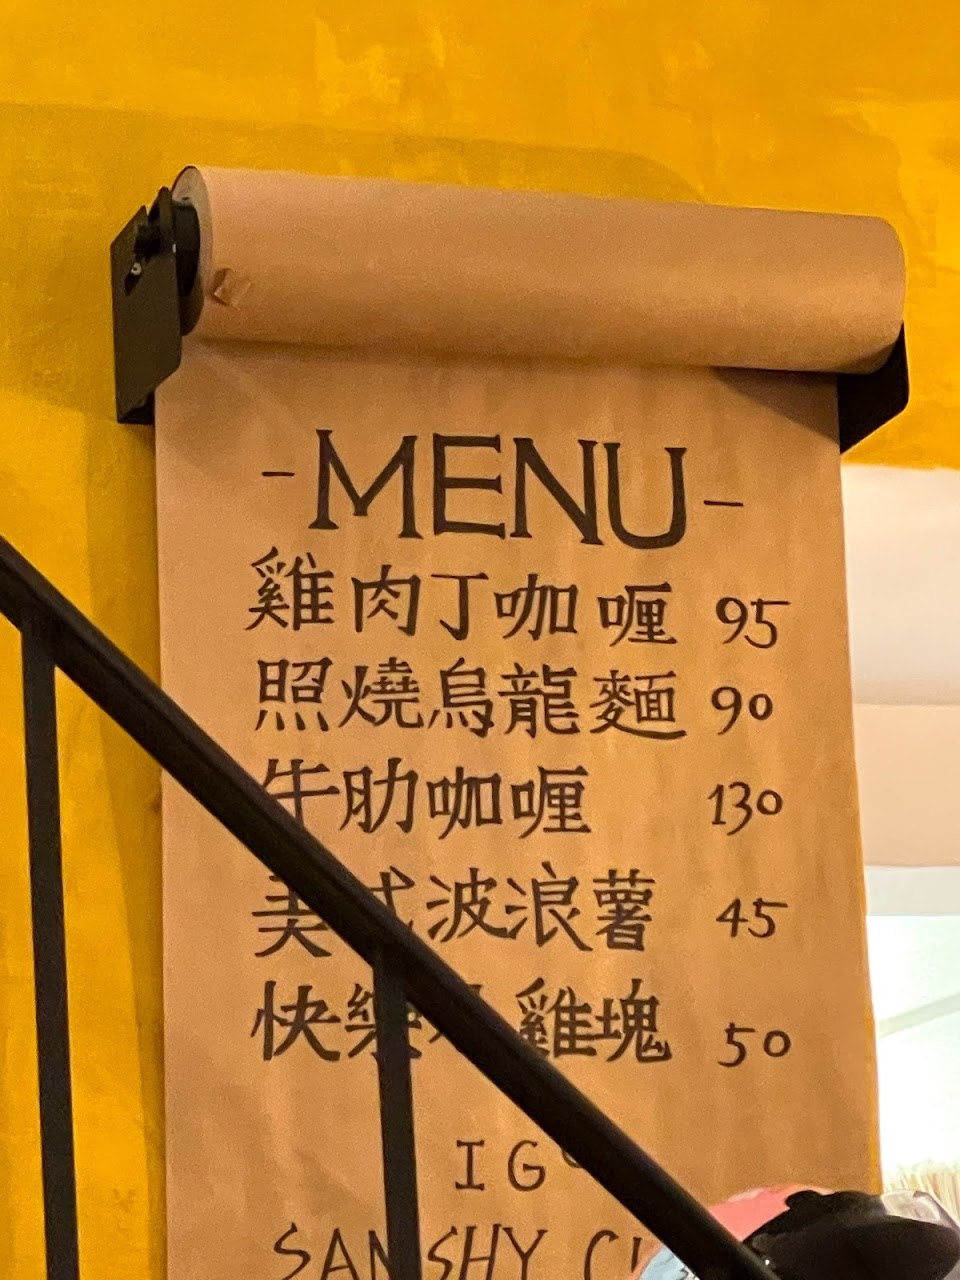 -MENU-
雞肉丁咖喱 95
照燒烏龍麵 90
牛肋咖喱 130
美式波浪薯 45
快樂 雞塊 50
IG
SANSHY